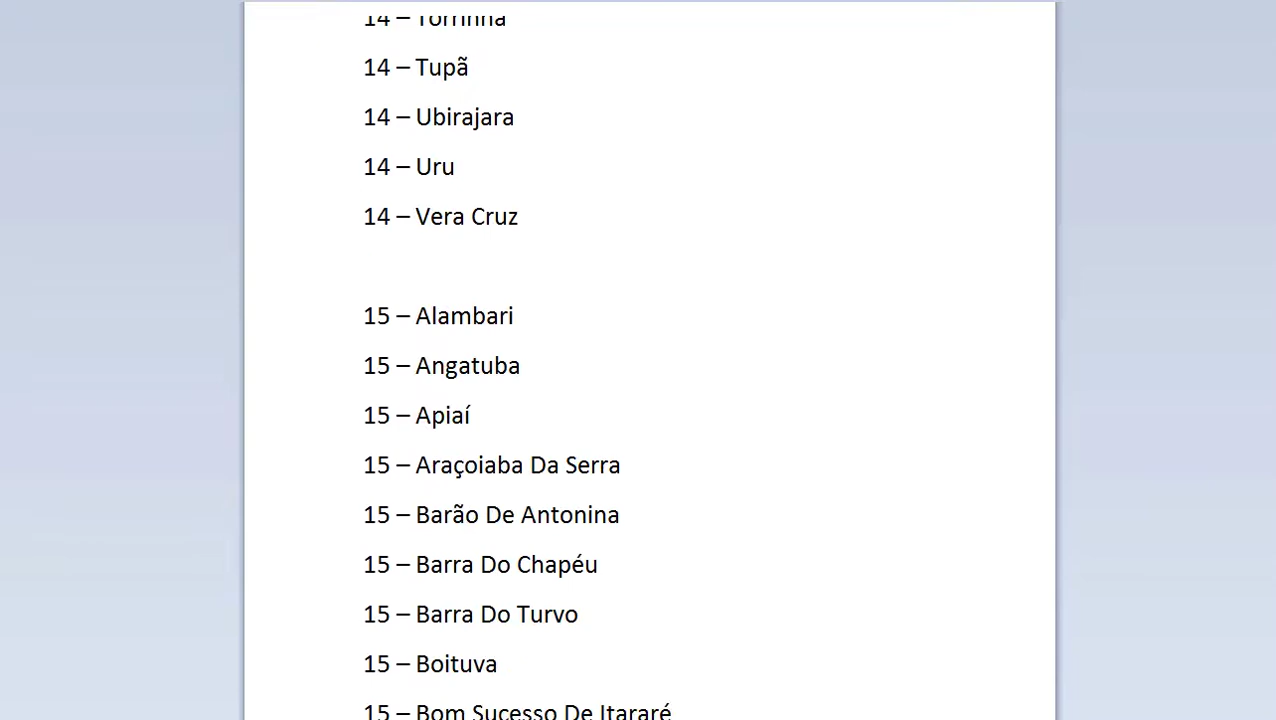 14 – Torrinha
14 – Tupã
14 – Ubirajara
14 – Uru
14 – Vera Cruz
15 – Alambari
15 – Angatuba
15 – Apiaí
15 – Araçoiaba Da Serra
15 – Barão De Antonina
15 – Barra Do Chapéu
15 – Barra Do Turvo
15 – Boituva
15 – Bom Sucesso De Itararé